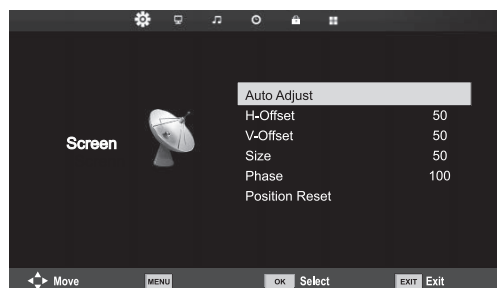 Auto Adjust
H-Offset 50
V-Offset 50
Screen
Size 50
Phase 100
Position Reset
Move MENU OK Select EXIT Exit